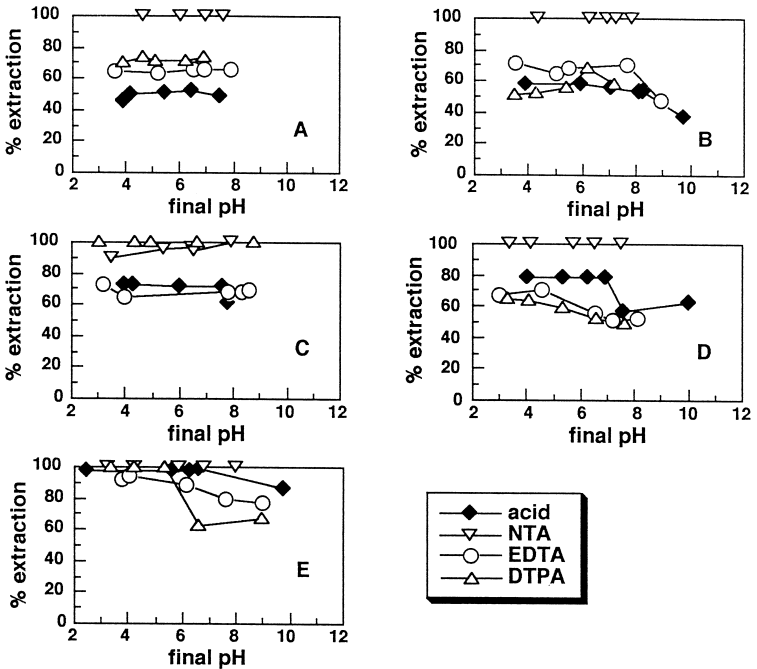 100
80
60
40
20
0
% extraction
A
2 4 6 8 10 12
final pH
100
80
60
40
20
0
% extraction
B
2 4 6 8 10 12
final pH
100
80
60
40
20
0
% extraction
C
2 4 6 8 10 12
final pH
100
80
60
40
20
0
% extraction
D
2 4 6 8 10 12
final pH
100
80
60
40
20
0
% extraction
E
2 4 6 8 10 12
final pH
acid
NTA
EDTA
DTPA